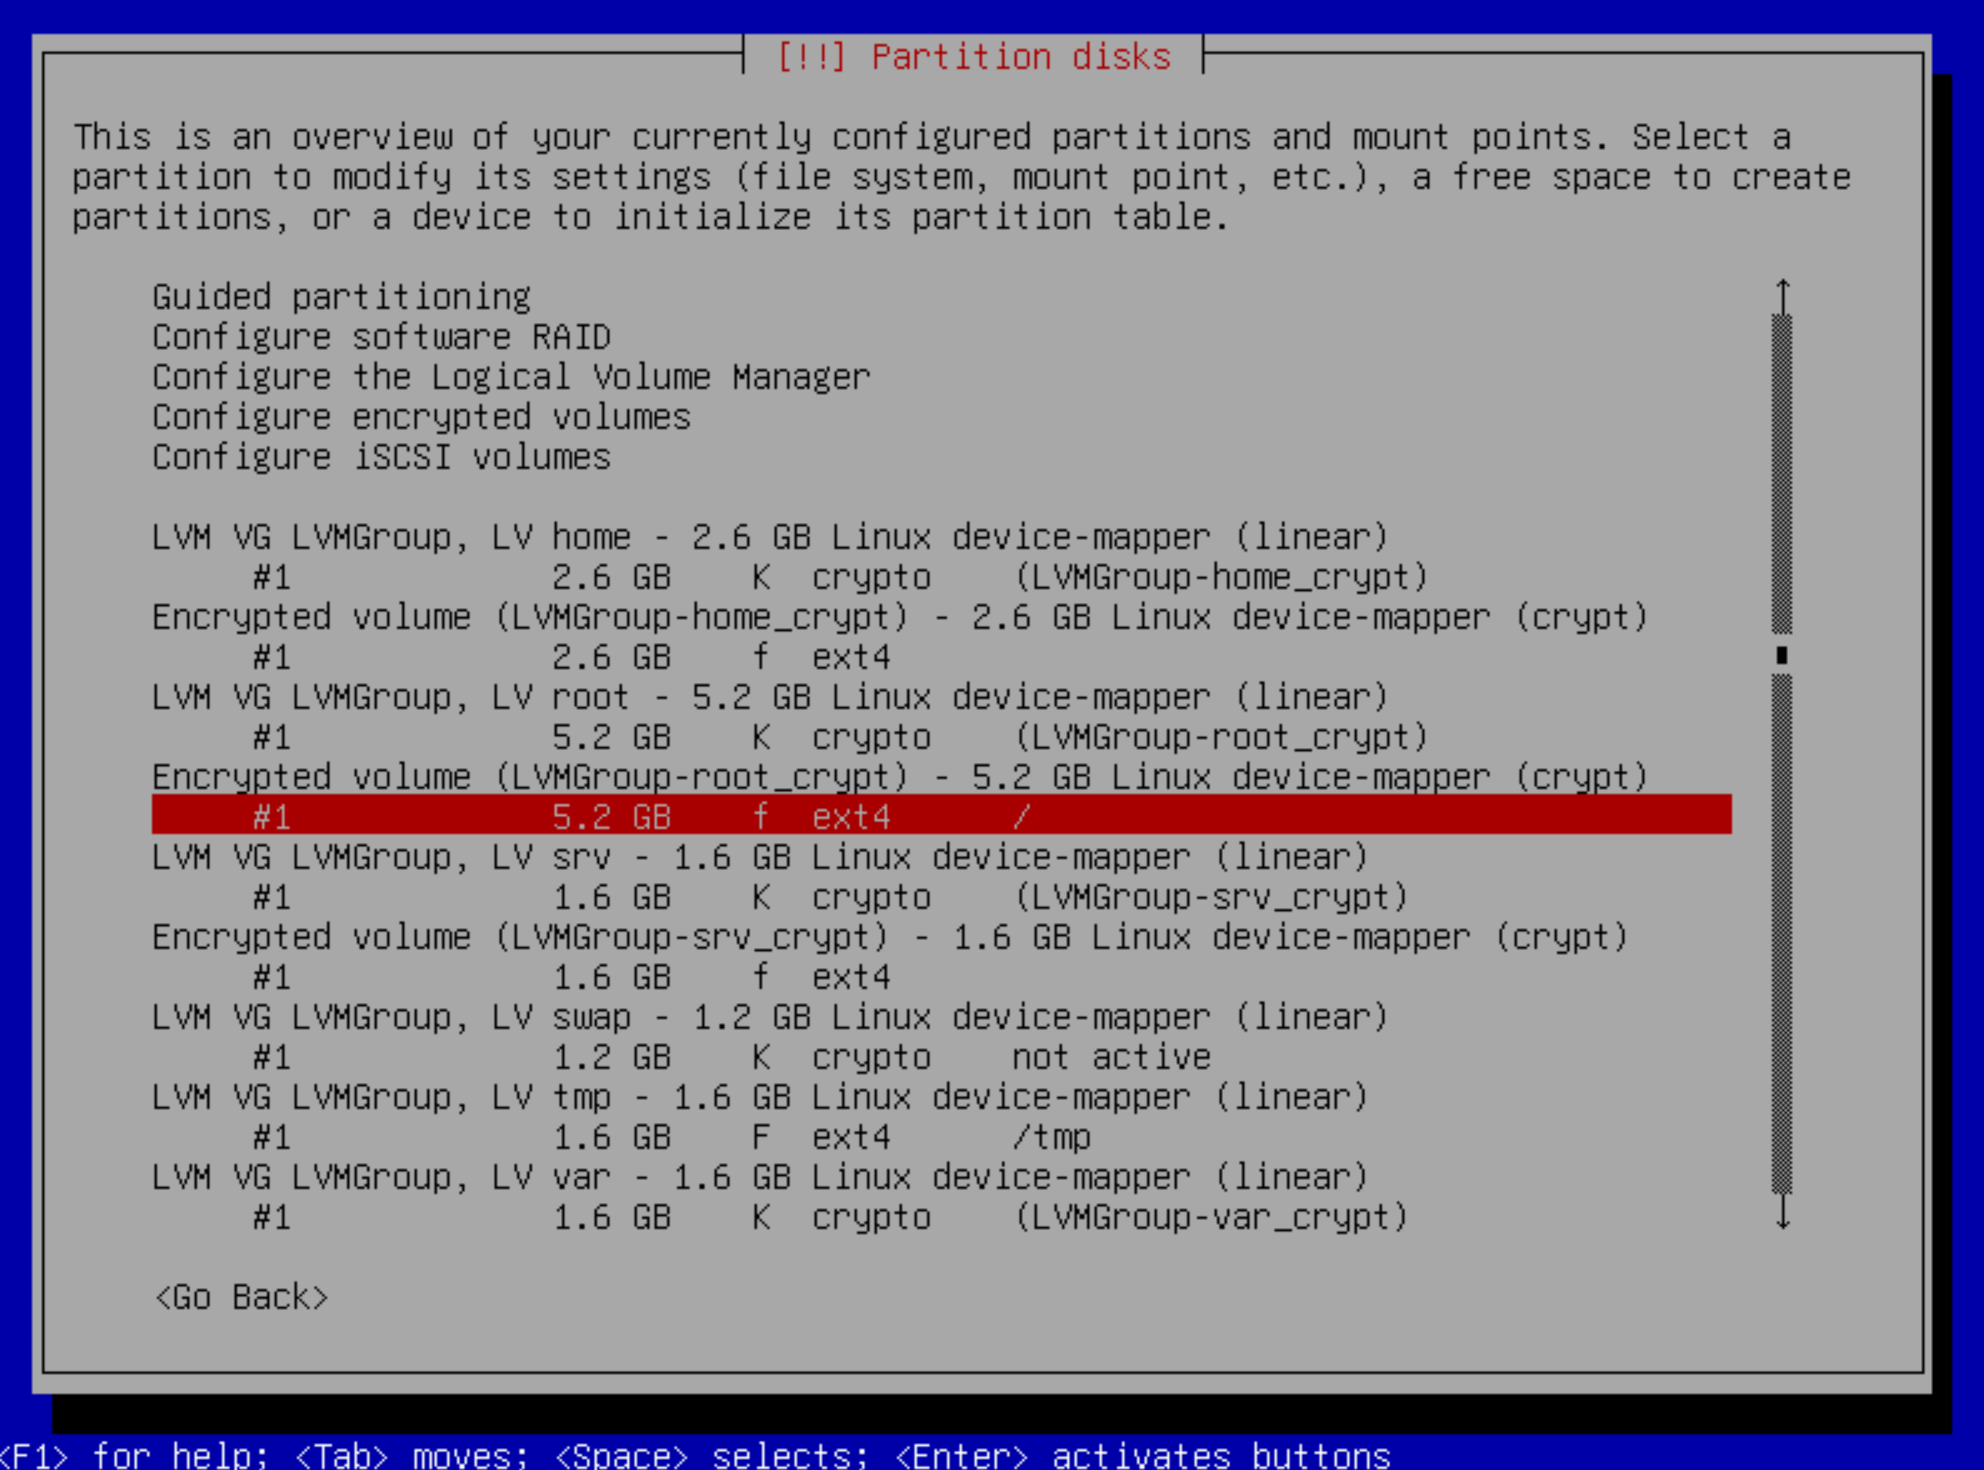 [!!] Partition disks
This is an overview of your currently configured partitions and mount points. Select a
partition to modify its settings (file system, mount point, etc.), a free space to create
partitions, or a device to initialize its partition table.
Guided partitioning
Configure software RAID
Configure the Logical Volume Manager
Configure encrypted volumes
Configure iSCSI volumes
LVM VG LVMGroup, LV home - 2.6 GB Linux device-mapper (linear)
#1 2.6 GB K crypto (LVMGroup-home_crypt)
Encrypted volume (LVMGroup-home_crypt) - 2.6 GB Linux device-mapper (crypt)
#1 2.6 GB f ext4
LVM VG LVMGroup, LV root - 5.2 GB Linux device-mapper (linear)
#1 5.2 GB K crypto (LVMGroup-root_crypt)
Encrypted volume (LVMGroup-root_crypt) - 5.2 GB Linux device-mapper (crypt)
#1 5.2 GB f ext4 /
LVM VG LVMGroup, LV srv - 1.6 GB Linux device-mapper (linear)
#1 1.6 GB K crypto (LVMGroup-srv_crypt)
Encrypted volume (LVMGroup-srv_crypt) - 1.6 GB Linux device-mapper (crypt)
#1 1.6 GB f ext4
LVM VG LVMGroup, LV swap - 1.2 GB Linux device-mapper (linear)
#1 1.2 GB K crypto not active
LVM VG LVMGroup, LV tmp - 1.6 GB Linux device-mapper (linear)
#1 1.6 GB F ext4 /tmp
LVM VG LVMGroup, LV var - 1.6 GB Linux device-mapper (linear)
#1 1.6 GB K crypto (LVMGroup-var_crypt)
<Go Back>
<F1> for help; <Tab> moves; <Space> selects; <Enter> activates buttons